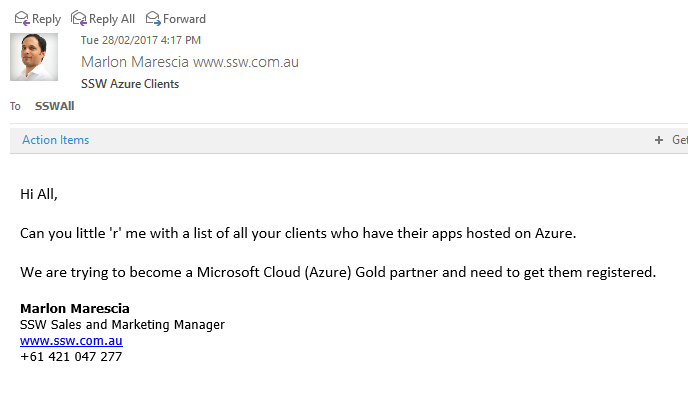 Reply Reply All Forward
Tue 28/02/2017 4:17 PM
Marlon Marescia www.ssw.com.au
SSW Azure Clients
To SSWAll
Action Items + Get
Hi All,
Can you little 'r' me with a list of all your clients who have their apps hosted on Azure.
We are trying to become a Microsoft Cloud (Azure) Gold partner and need to get them registered.
Marlon Marescia
SSW Sales and Marketing Manager
www.ssw.com.au
+61 421 047 277